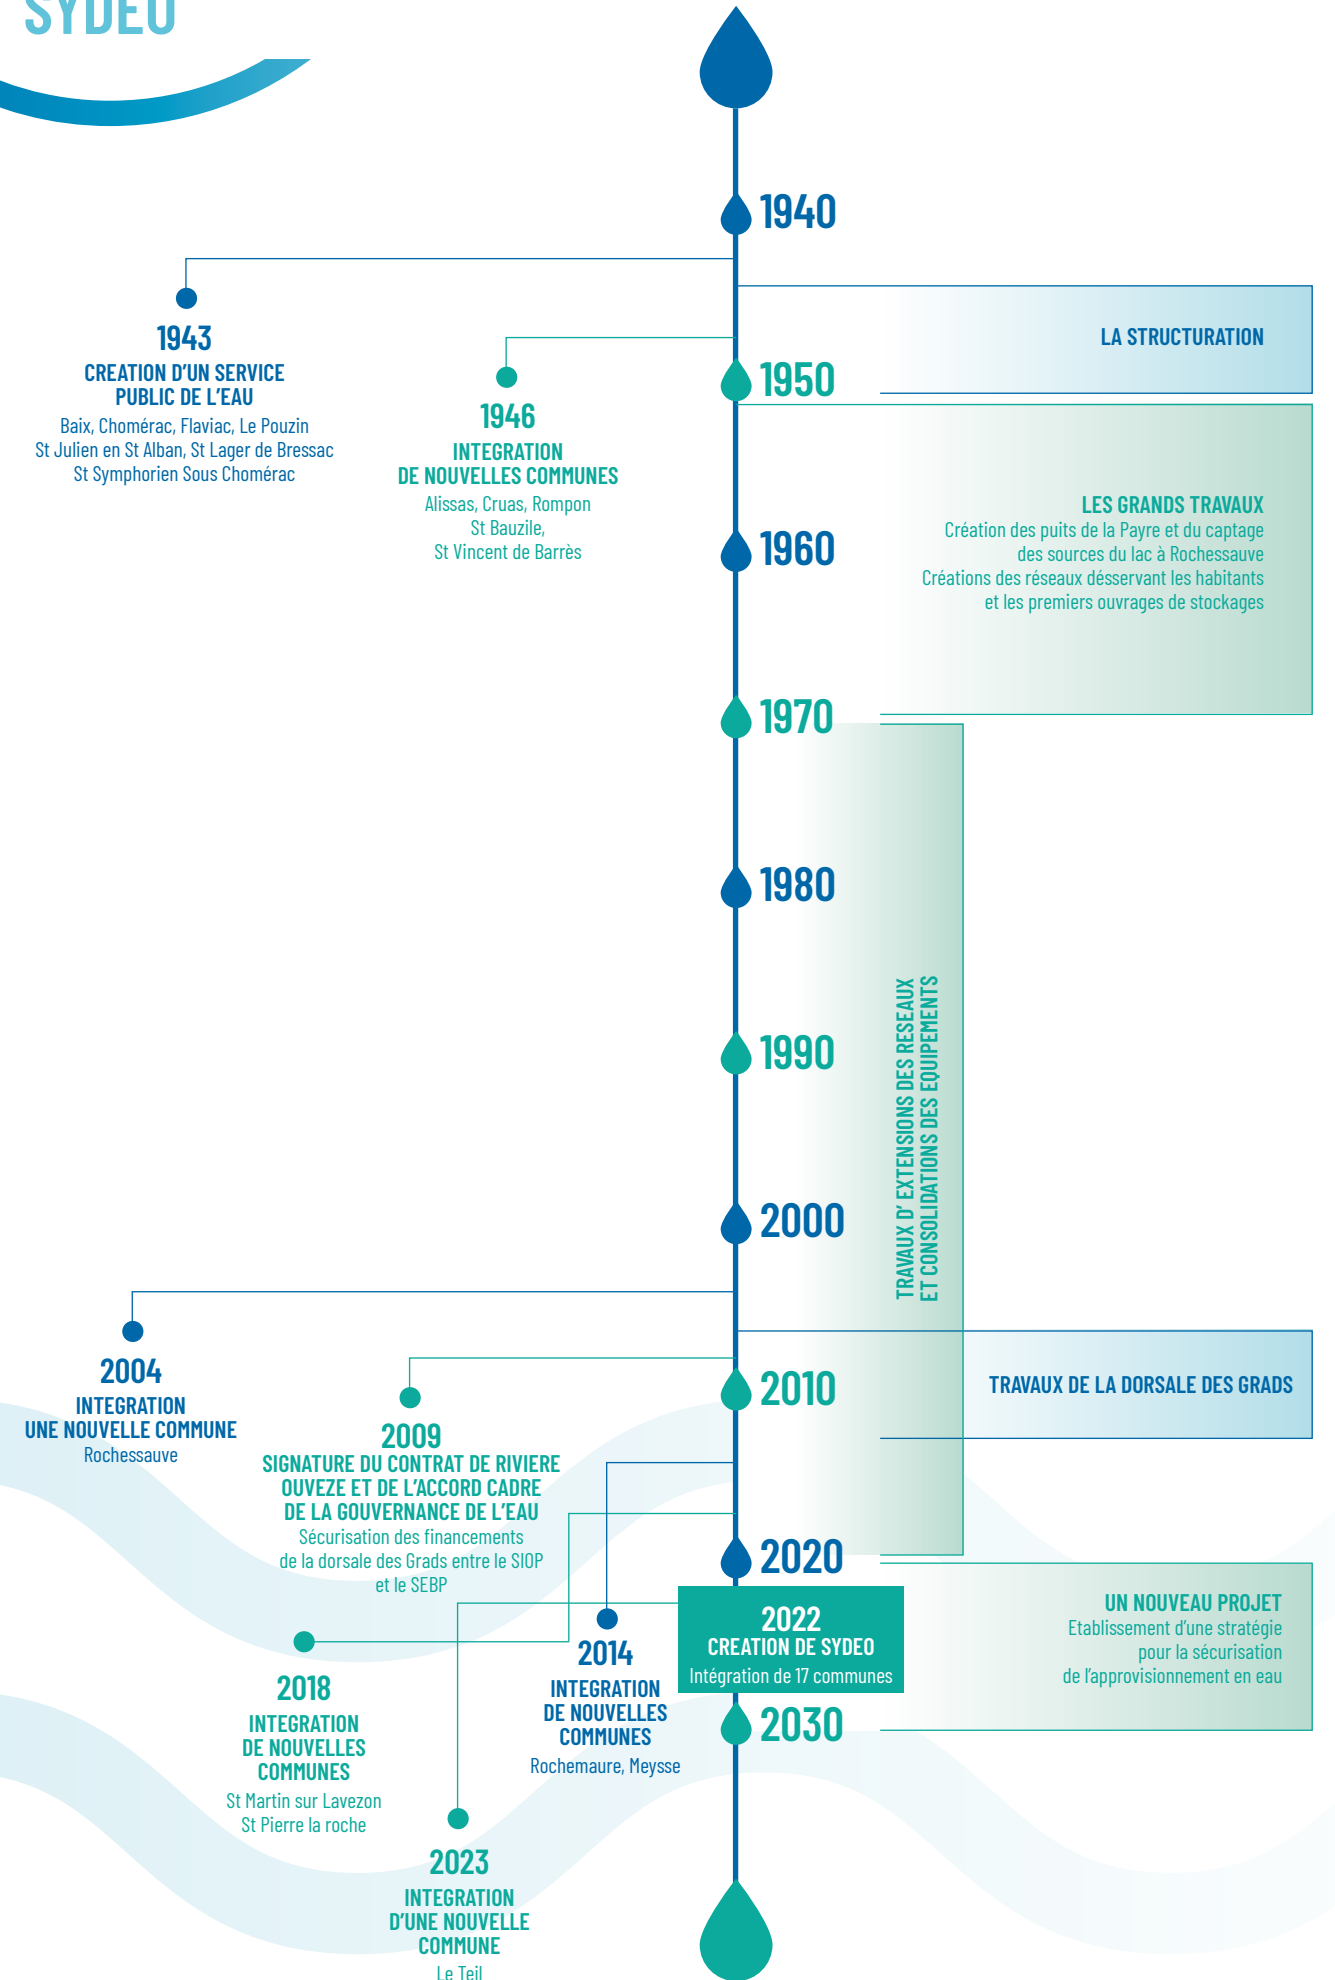 SYDEO
1940
1943
CREATION D'UN SERVICE
PUBLIC DE L'EAU
Baix, Chomérac, Flaviac, Le Pouzin
St Julien en St Alban, St Lager de Bressac
St Symphorien Sous Chomérac
LA STRUCTURATION
1946
INTEGRATION
DE NOUVELLES COMMUNES
Alissas, Cruas, Rompon
St Bauzile,
St Vincent de Barrès
1950
LES GRANDS TRAVAUX
Création des puits de la Payre et du captage
des sources du lac à Rochessauve
Créations des réseaux désservant les habitants
et les premiers ouvrages de stockages
1960
1970
1980
1990
TRAVAUX D' EXTENSIONS DES RESEAUX
ET CONSOLIDATIONS DES EQUIPEMENTS
2000
2004
INTEGRATION
UNE NOUVELLE COMMUNE
Rochessauve
2009
SIGNATURE DU CONTRAT DE RIVIERE
OUVEZE ET DE L'ACCORD CADRE
DE LA GOUVERNANCE DE L'EAU
Sécurisation des financements
de la dorsale des Grads entre le SIOP
et le SEBP
2010
TRAVAUX DE LA DORSALE DES GRADS
2014
INTEGRATION
DE NOUVELLES
COMMUNES
Rochemaure, Meysse
2018
INTEGRATION
DE NOUVELLES
COMMUNES
St Martin sur Lavezon
St Pierre la roche
2020
2022
CREATION DE SYDEO
Intégration de 17 communes
UN NOUVEAU PROJET
Etablissement d'une stratégie
pour la sécurisation
de l'approvisionnement en eau
2023
INTEGRATION
D'UNE NOUVELLE
COMMUNE
Le Teil
2030